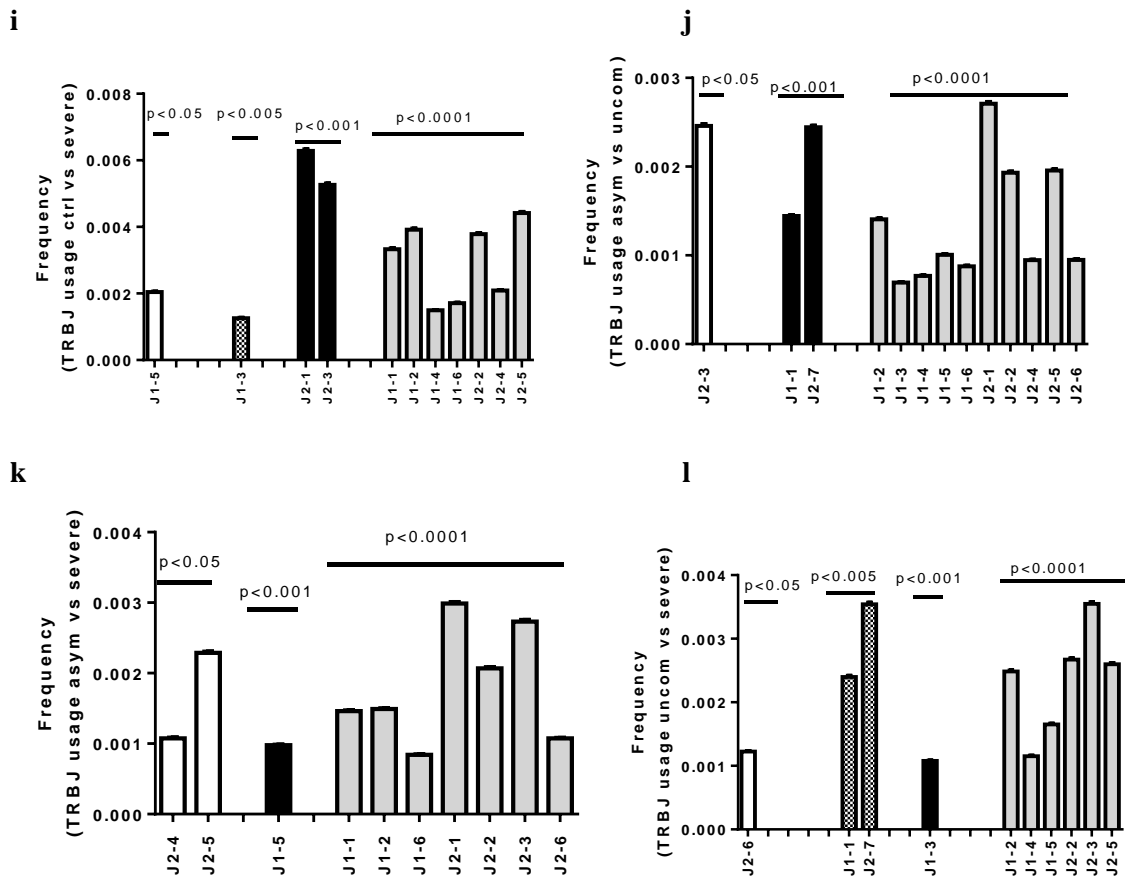 i
p<0.05
p<0.005
p<0.001
p<0.0001
Frequency
(TRBJ usage ctrl vs severe)
0.008
0.006
0.004
0.002
0.000
J1-5
J1-3
J2-1
J2-3
J1-1
J1-2
J1-4
J1-6
J2-2
J2-4
J2-5
j
p<0.05
p<0.001
p<0.0001
Frequency
(TRBJ usage asym vs uncom)
0.003
0.002
0.001
0.000
J2-3
J1-1
J2-7
J1-2
J1-3
J1-4
J1-5
J1-6
J2-1
J2-2
J2-4
J2-5
J2-6
k
p<0.05
p<0.001
p<0.0001
Frequency
(TRBJ usage asym vs severe)
0.004
0.003
0.002
0.001
0.000
J2-4
J2-5
J1-5
J1-1
J1-2
J1-6
J2-1
J2-2
J2-3
J2-6
l
p<0.05
p<0.005
p<0.001
p<0.0001
Frequency
(TRBJ usage uncom vs severe)
0.004
0.003
0.002
0.001
0.000
J2-6
J1-1
J2-7
J1-3
J1-2
J1-4
J1-5
J2-2
J2-3
J2-5